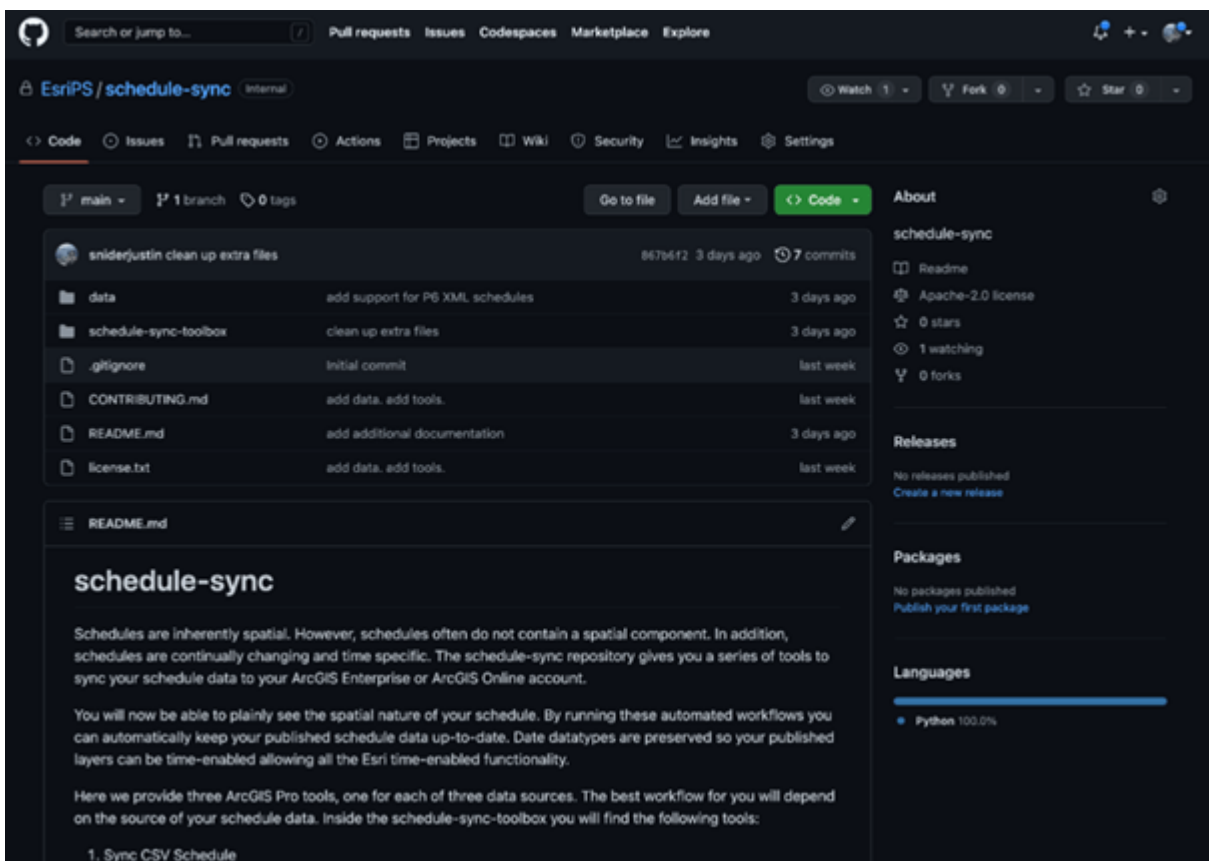 Search or jump to... / Pull requests Issues Codespaces Marketplace Explore
EsriPS / schedule-sync Internal
Watch 1 Fork 0 Star 0
Code Issues Pull requests Actions Projects Wiki Security Insights Settings
main 1 branch 0 tags Go to file Add file Code
sniderjustin clean up extra files 867b6f2 3 days ago 7 commits
data add support for P6 XML schedules 3 days ago
schedule-sync-toolbox clean up extra files 3 days ago
.gitignore Initial commit last week
CONTRIBUTING.md add data. add tools. last week
README.md add additional documentation 3 days ago
license.txt add data. add tools. last week
README.md
schedule-sync
Schedules are inherently spatial. However, schedules often do not contain a spatial component. In addition,
schedules are continually changing and time specific. The schedule-sync repository gives you a series of tools to
sync your schedule data to your ArcGIS Enterprise or ArcGIS Online account.
You will now be able to plainly see the spatial nature of your schedule. By running these automated workflows you
can automatically keep your published schedule data up-to-date. Date datatypes are preserved so your published
layers can be time-enabled allowing all the Esri time-enabled functionality.
Here we provide three ArcGIS Pro tools, one for each of three data sources. The best workflow for you will depend
on the source of your schedule data. Inside the schedule-sync-toolbox you will find the following tools:
1. Sync CSV Schedule
About
schedule-sync
Readme
Apache-2.0 license
0 stars
1 watching
0 forks
Releases
No releases published
Create a new release
Packages
No packages published
Publish your first package
Languages
Python 100.0%